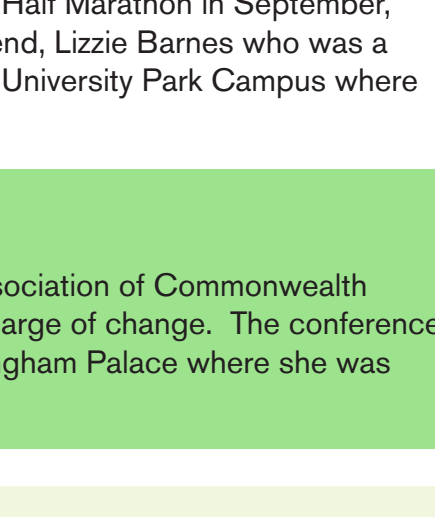 Half Marathon in September,
end, Lizzie Barnes who was a
University Park Campus where
sociation of Commonwealth
arge of change. The conference
ngham Palace where she was